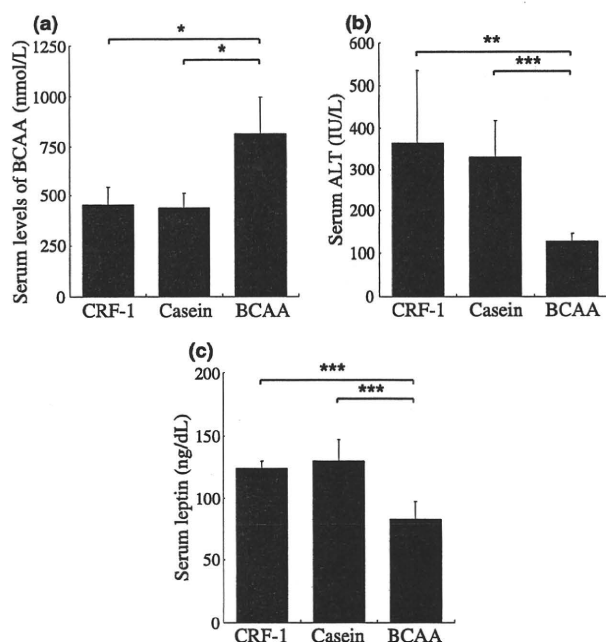 (a)
Serum levels of BCAA (nmol/L)
1250
1000
750
500
250
0
*
*
CRF-1 Casein BCAA
(b)
Serum ALT (IU/L)
600
500
400
300
200
100
0
**
***
CRF-1 Casein BCAA
(c)
Serum leptin (ng/dL)
200
150
100
50
0
***
***
CRF-1 Casein BCAA